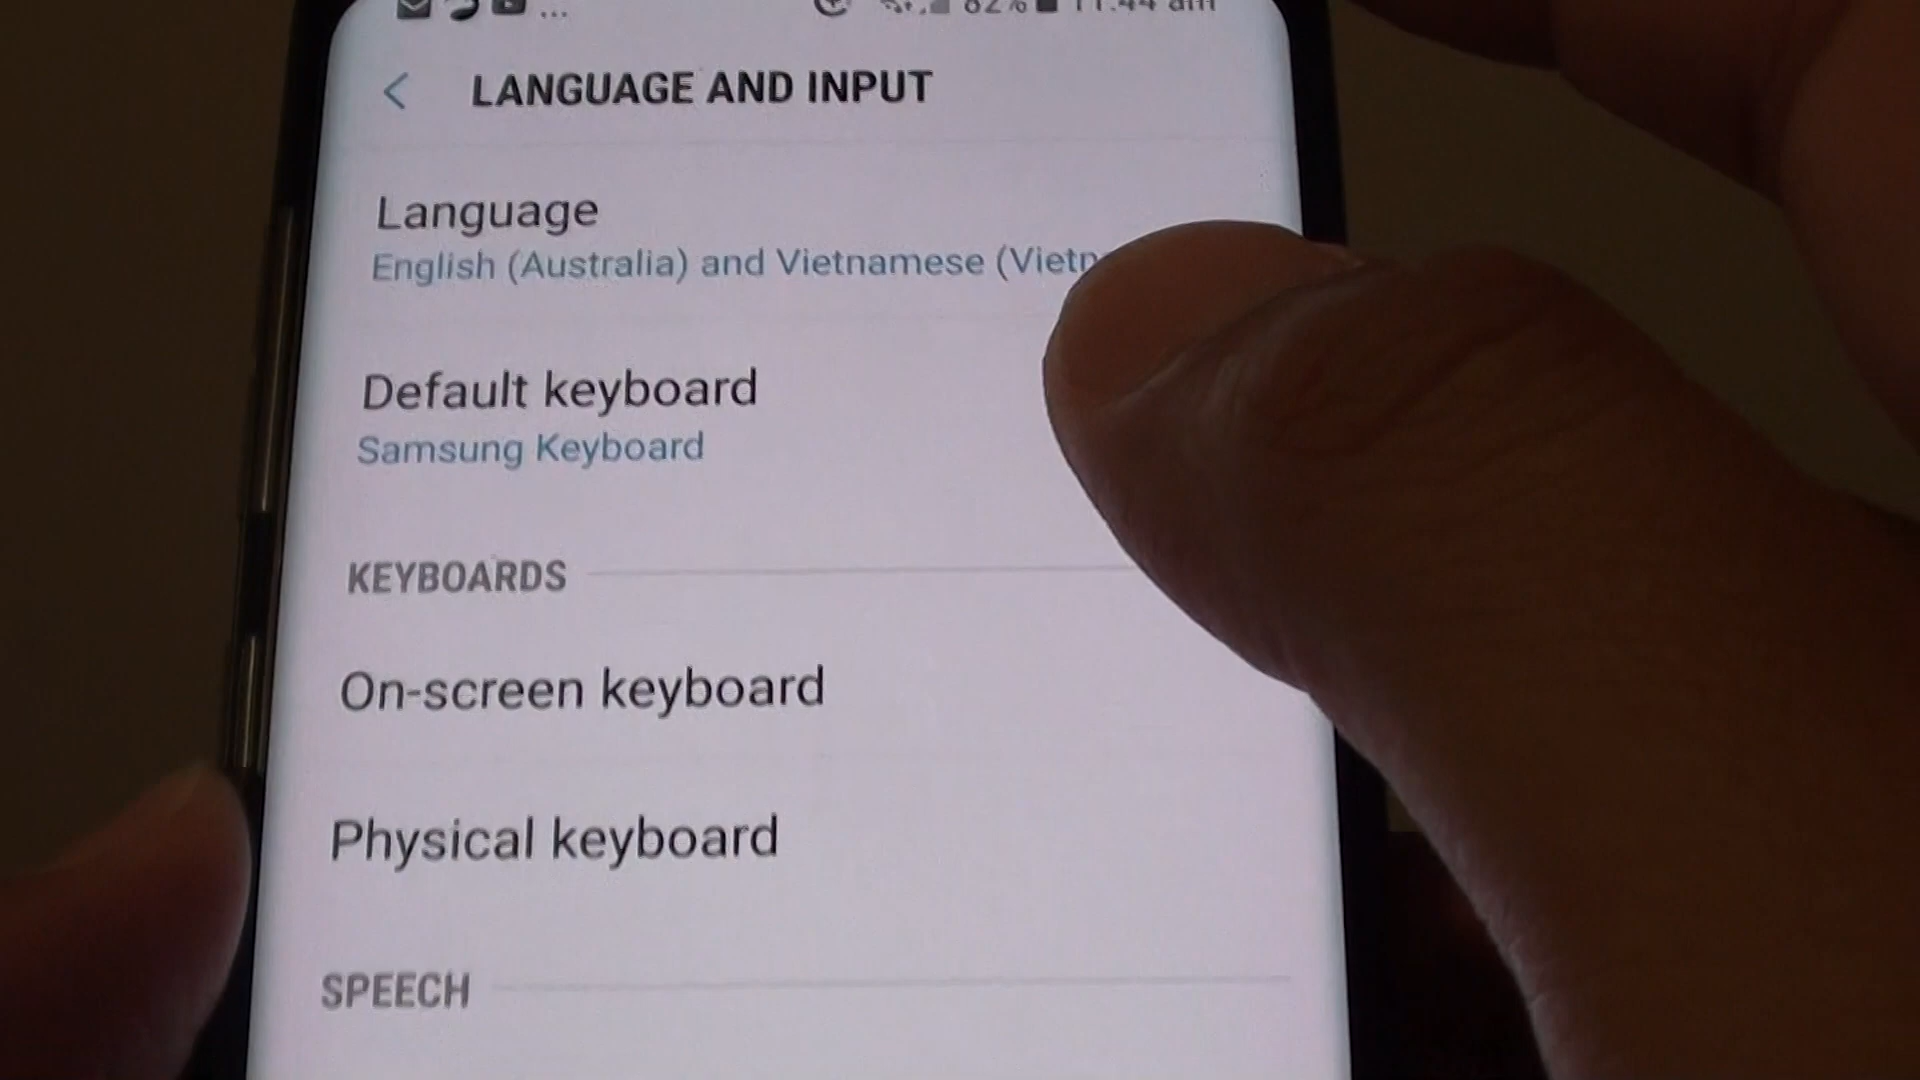 82% 11:44 am
LANGUAGE AND INPUT
Language
English (Australia) and Vietnamese (Vietn
Default keyboard
Samsung Keyboard
KEYBOARDS
On-screen keyboard
Physical keyboard
SPEECH